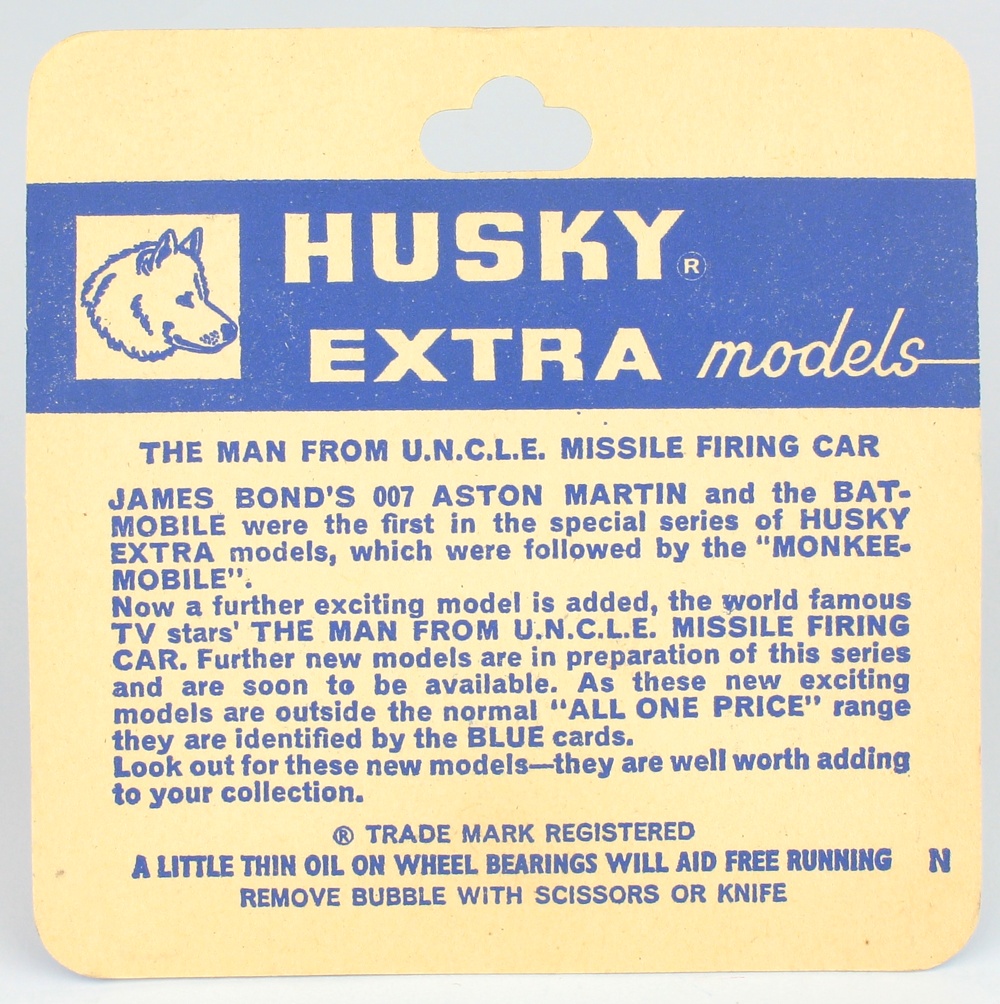 HUSKY ®
EXTRA models
THE MAN FROM U.N.C.L.E. MISSILE FIRING CAR
JAMES BOND'S 007 ASTON MARTIN and the BAT-
MOBILE were the first in the special series of HUSKY
EXTRA models, which were followed by the "MONKEE-
MOBILE".
Now a further exciting model is added, the world famous
TV stars' THE MAN FROM U.N.C.L.E. MISSILE FIRING
CAR. Further new models are in preparation of this series
and are soon to be available. As these new exciting
models are outside the normal "ALL ONE PRICE" range
they are identified by the BLUE cards.
Look out for these new models—they are well worth adding
to your collection.
® TRADE MARK REGISTERED
A LITTLE THIN OIL ON WHEEL BEARINGS WILL AID FREE RUNNING N
REMOVE BUBBLE WITH SCISSORS OR KNIFE